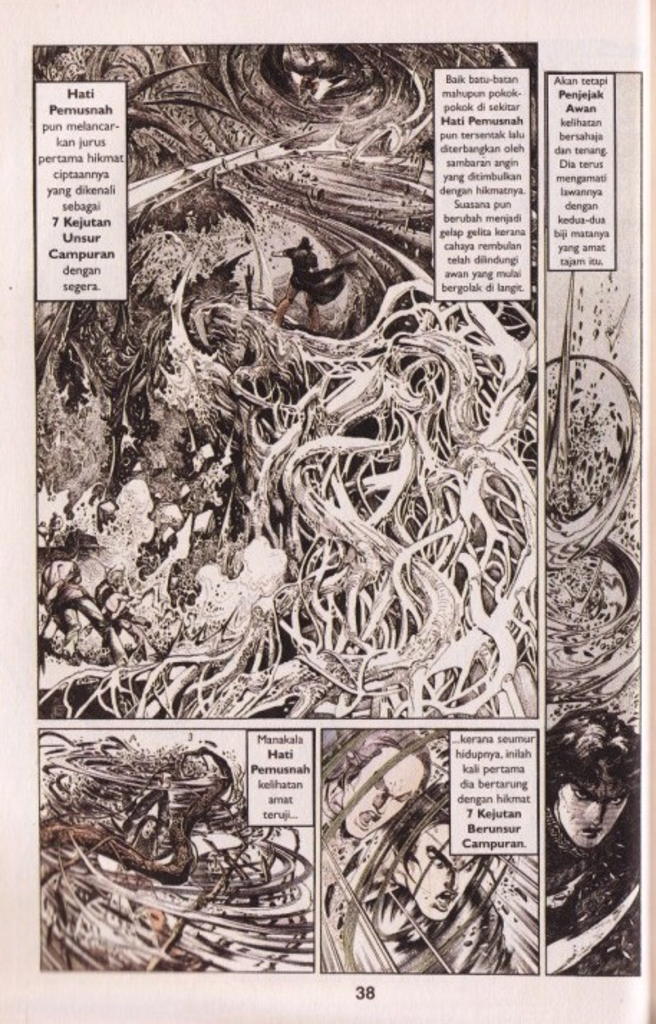 Hati
Pemusnah
pun melancar-
kan jurus
pertama hikmat
ciptaannya
yang dikenali
sebagai
7 Kejutan
Unsur
Campuran
dengan
segera.
Baik batu-batan
mahupun pokok-
pokok di sekitar
Hati Pemusnah
pun tersentak lalu
diterbangkan oleh
sambaran angin
yang ditimbulkan
dengan hikmatnya.
Suasana pun
berubah menjadi
gelap gelita kerana
cahaya rembulan
telah dilindungi
awan yang mulai
bergolak di langit.
Akan tetapi
Penjejak
Awan
kelihatan
bersahaja
dan tenang.
Dia terus
mengamati
lawannya
dengan
kedua-dua
biji matanya
yang amat
tajam itu.
Manakala
Hati
Pemusnah
kelihatan
amat
teruji...
...kerana seumur
hidupnya, inilah
kali pertama
dia bertarung
dengan hikmat
7 Kejutan
Berunsur
Campuran.
38